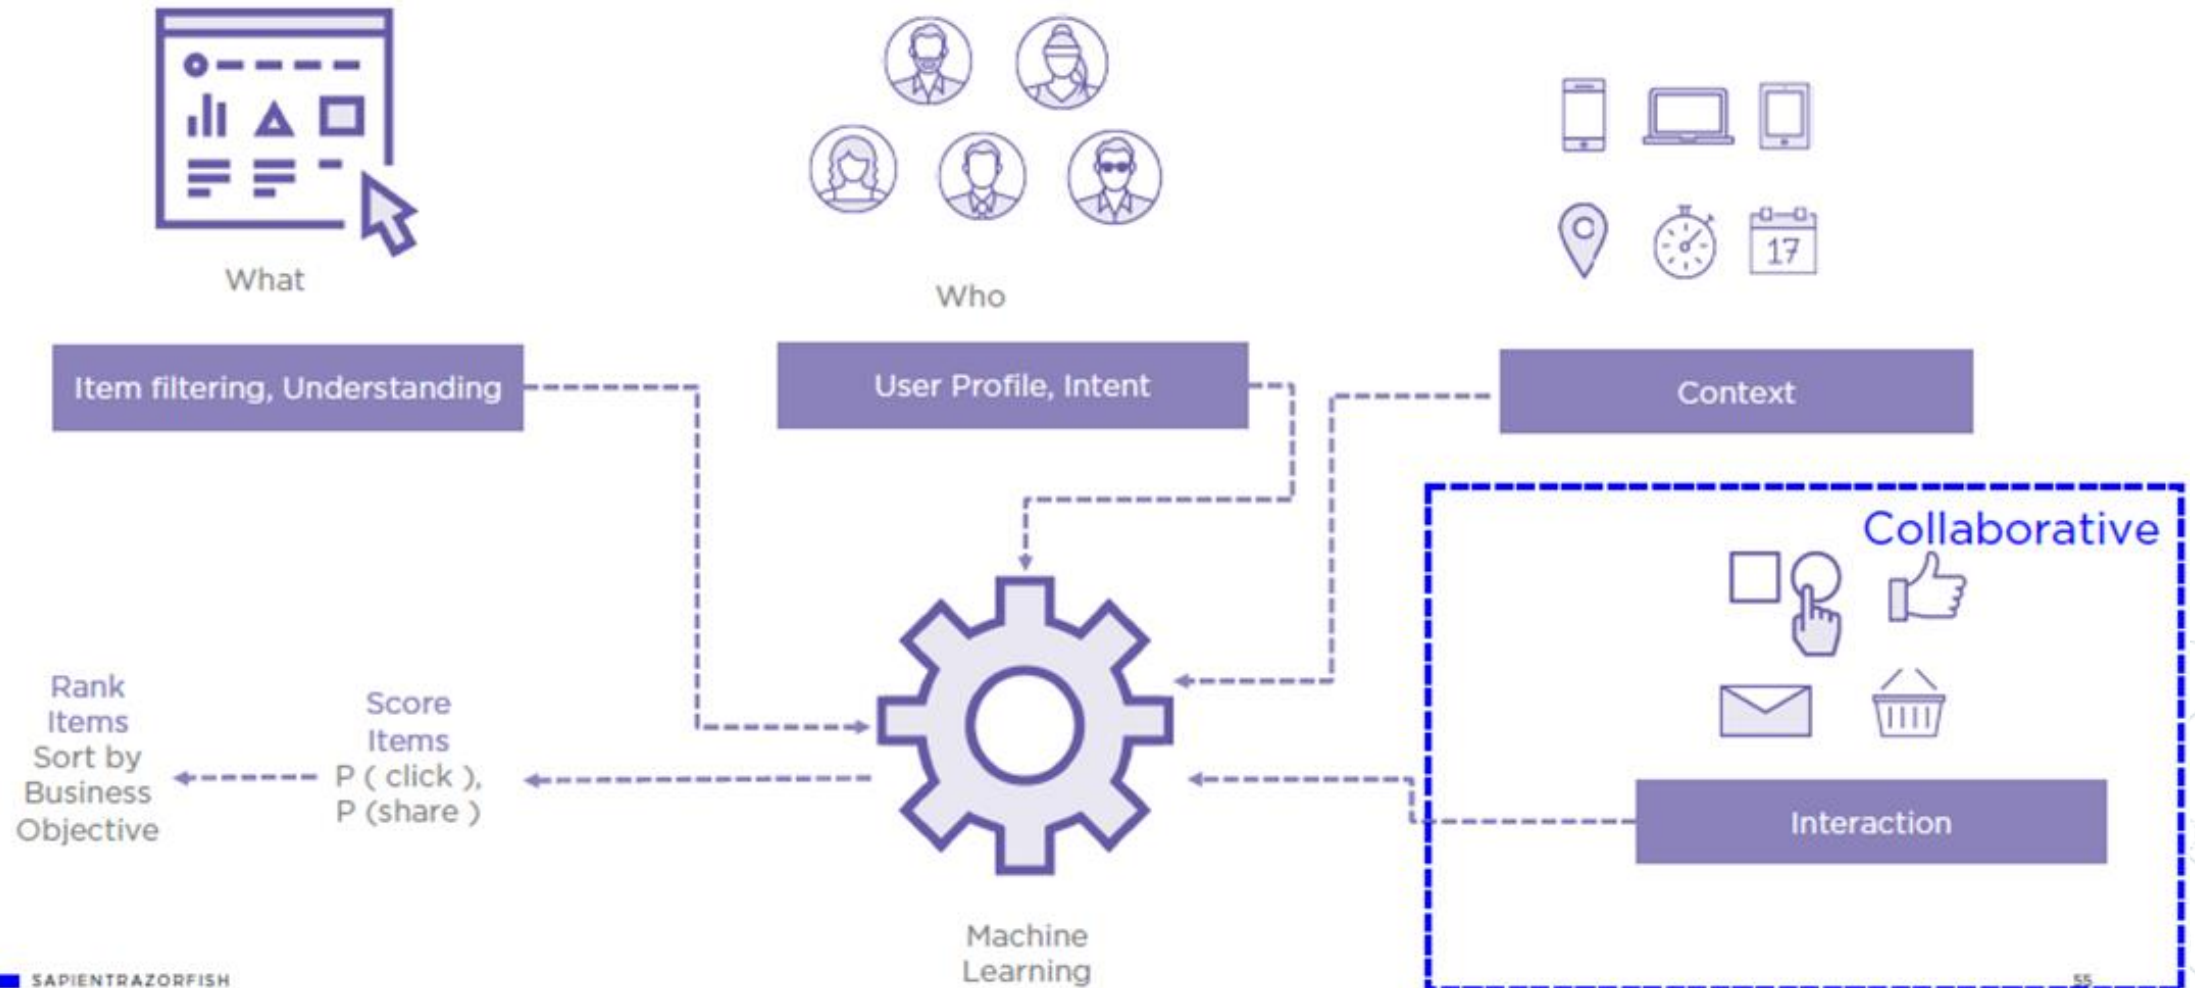 17
What
Who
Item filtering, Understanding
User Profile, Intent
Context
Collaborative
Rank
Items
Sort by
Business
Objective
Score
Items
P ( click ),
P (share )
Interaction
Machine
Learning
SAPIENTRAZORFISH
55